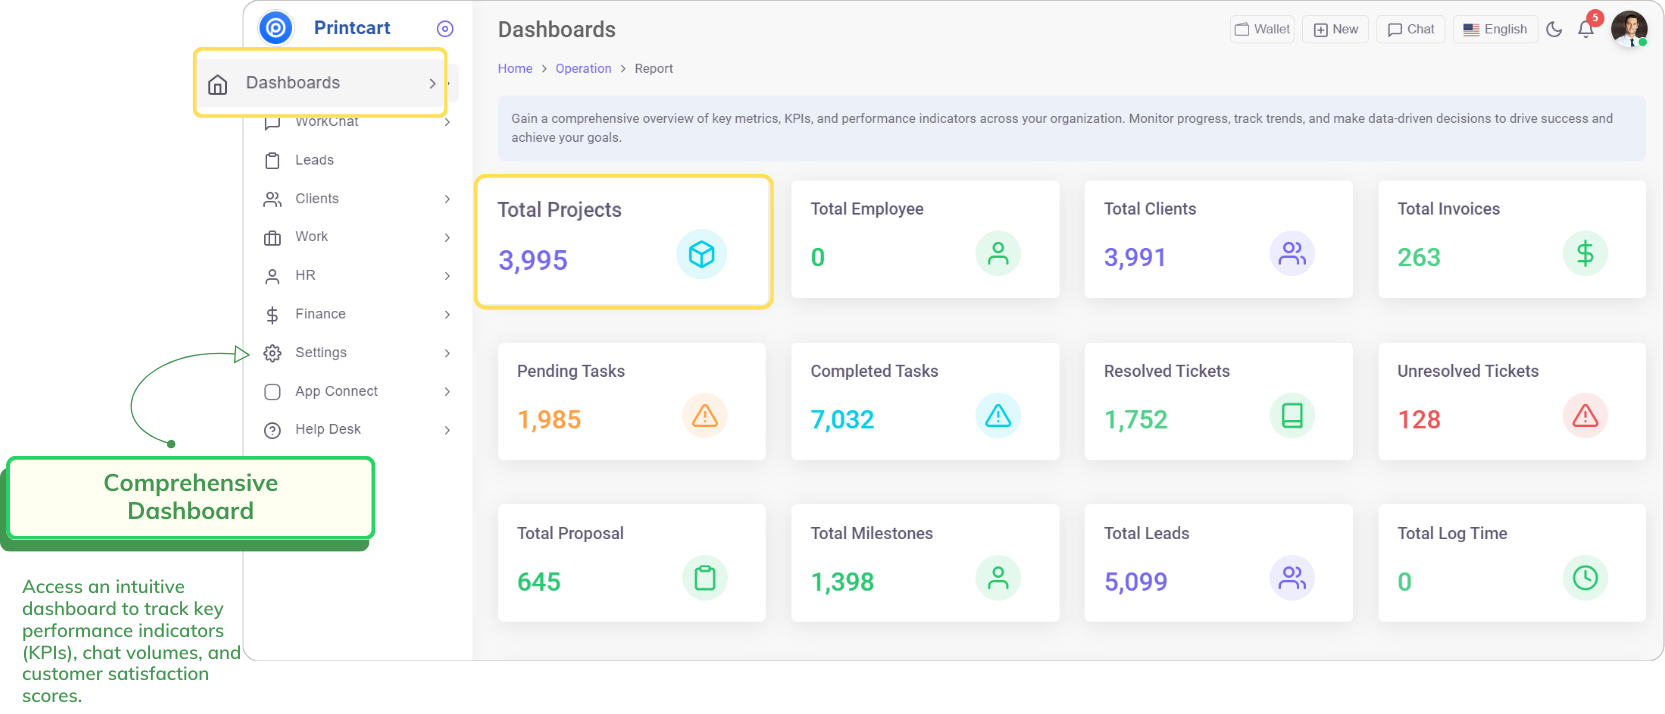 Printcart
Dashboards
WorkChat
Leads
Clients
Work
HR
Finance
Settings
App Connect
Help Desk
Comprehensive
Dashboard
Access an intuitive
dashboard to track key
performance indicators
(KPIs), chat volumes, and
customer satisfaction
scores.
Dashboards
Wallet
New
Chat
English
5
Home > Operation > Report
Gain a comprehensive overview of key metrics, KPIs, and performance indicators across your organization. Monitor progress, track trends, and make data-driven decisions to drive success and
achieve your goals.
Total Projects
3,995
Total Employee
0
Total Clients
3,991
Total Invoices
263
Pending Tasks
1,985
Completed Tasks
7,032
Resolved Tickets
1,752
Unresolved Tickets
128
Total Proposal
645
Total Milestones
1,398
Total Leads
5,099
Total Log Time
0